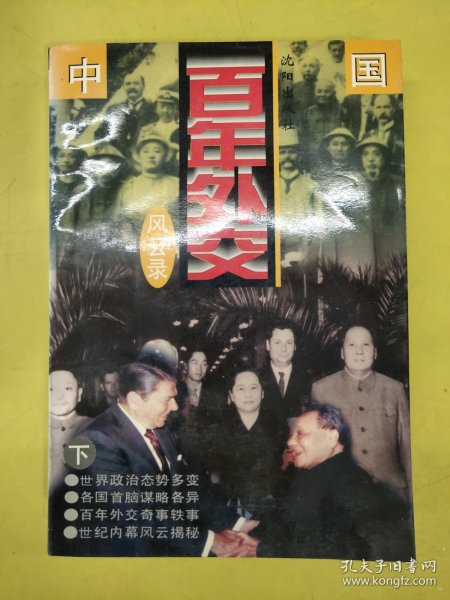 中国
百年外交
风云录
沈阳出版社
下
●世界政治态势多变
●各国首脑谋略各异
●百年外交奇事轶事
●世纪内幕风云揭秘
孔夫子旧书网
www.kongfz.com